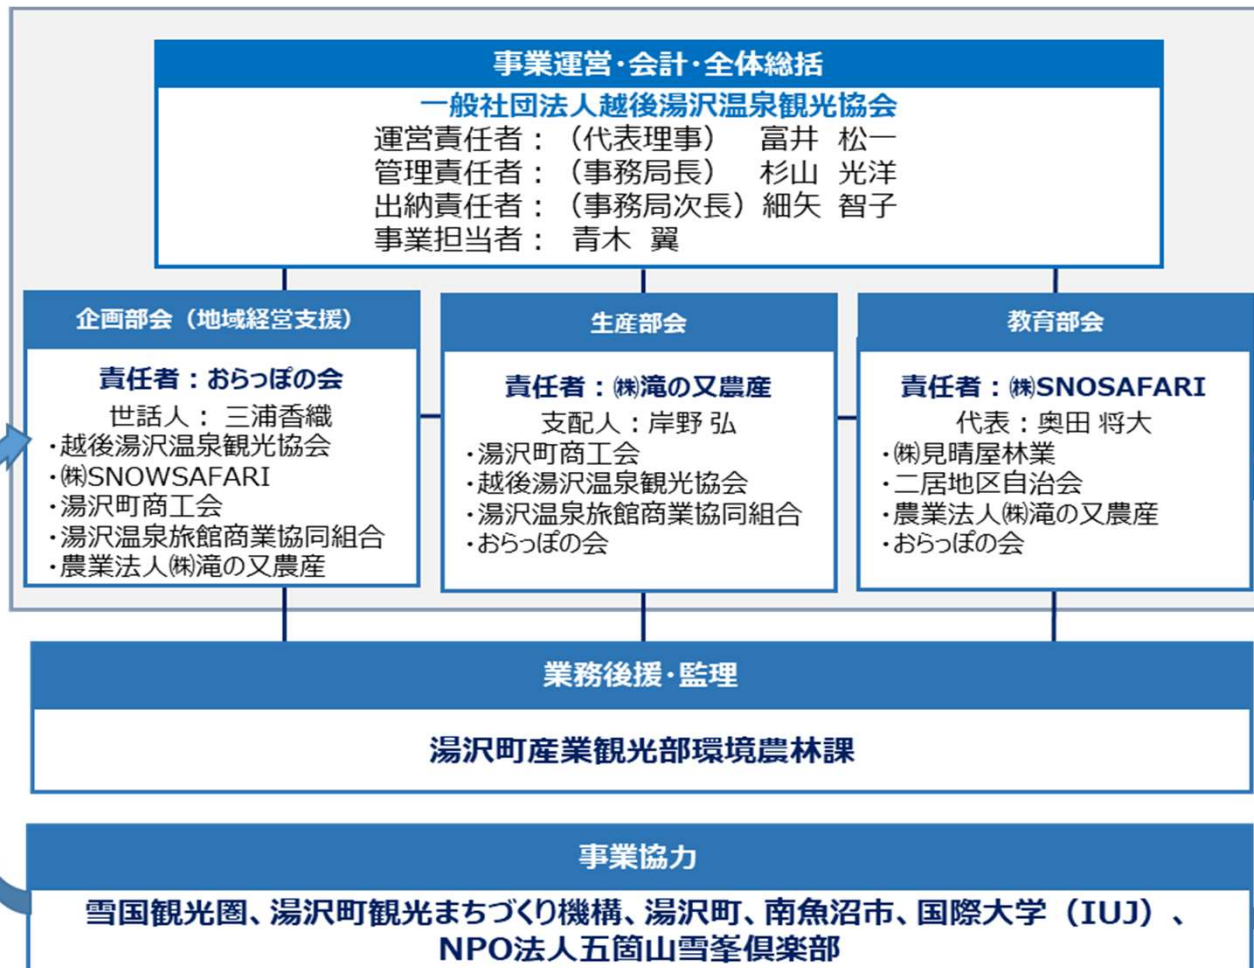 事業運営・会計・全体総括
一般社団法人越後湯沢温泉観光協会
運営責任者：（代表理事）　富井 松一
管理責任者：（事務局長）　杉山 光洋
出納責任者：（事務局次長）細矢 智子
事業担当者： 青木 翼
企画部会（地域経営支援）
責任者：おらっぽの会
世話人： 三浦香織
・越後湯沢温泉観光協会
・㈱SNOWSAFARI
・湯沢町商工会
・湯沢温泉旅館商業協同組合
・農業法人㈱滝の又農産
生産部会
責任者：㈱滝の又農産
支配人：岸野 弘
・湯沢町商工会
・越後湯沢温泉観光協会
・湯沢温泉旅館商業協同組合
・おらっぽの会
教育部会
責任者：㈱SNOSAFARI
代表：奥田 将大
・㈱見晴屋林業
・二居地区自治会
・農業法人㈱滝の又農産
・おらっぽの会
業務後援・監理
湯沢町産業観光部環境農林課
事業協力
雪国観光圏、湯沢町観光まちづくり機構、湯沢町、南魚沼市、国際大学（IUJ）、
NPO法人五箇山雪峯倶楽部